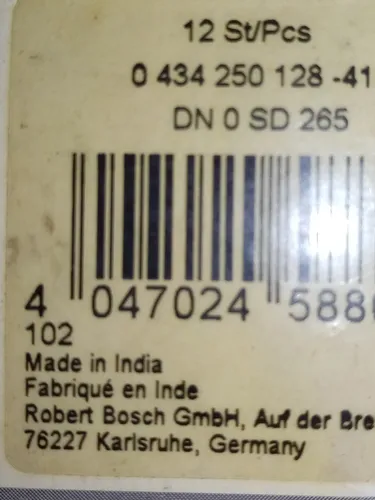 12 St/Pcs
0 434 250 128 -41
DN 0 SD 265
4 047024 588
102
Made in India
Fabriqué en Inde
Robert Bosch GmbH, Auf der Bre
76227 Karlsruhe, Germany